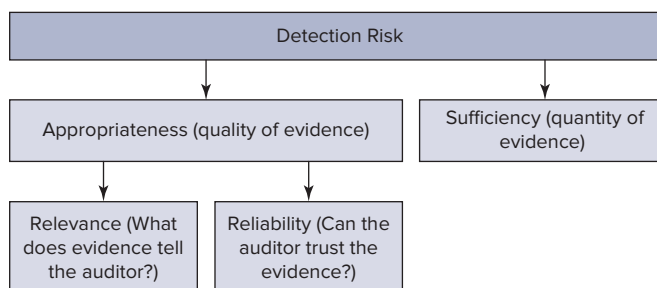 Detection Risk
Appropriateness (quality of evidence)
Sufficiency (quantity of
evidence)
Relevance (What
does evidence tell
the auditor?)
Reliability (Can the
auditor trust the
evidence?)